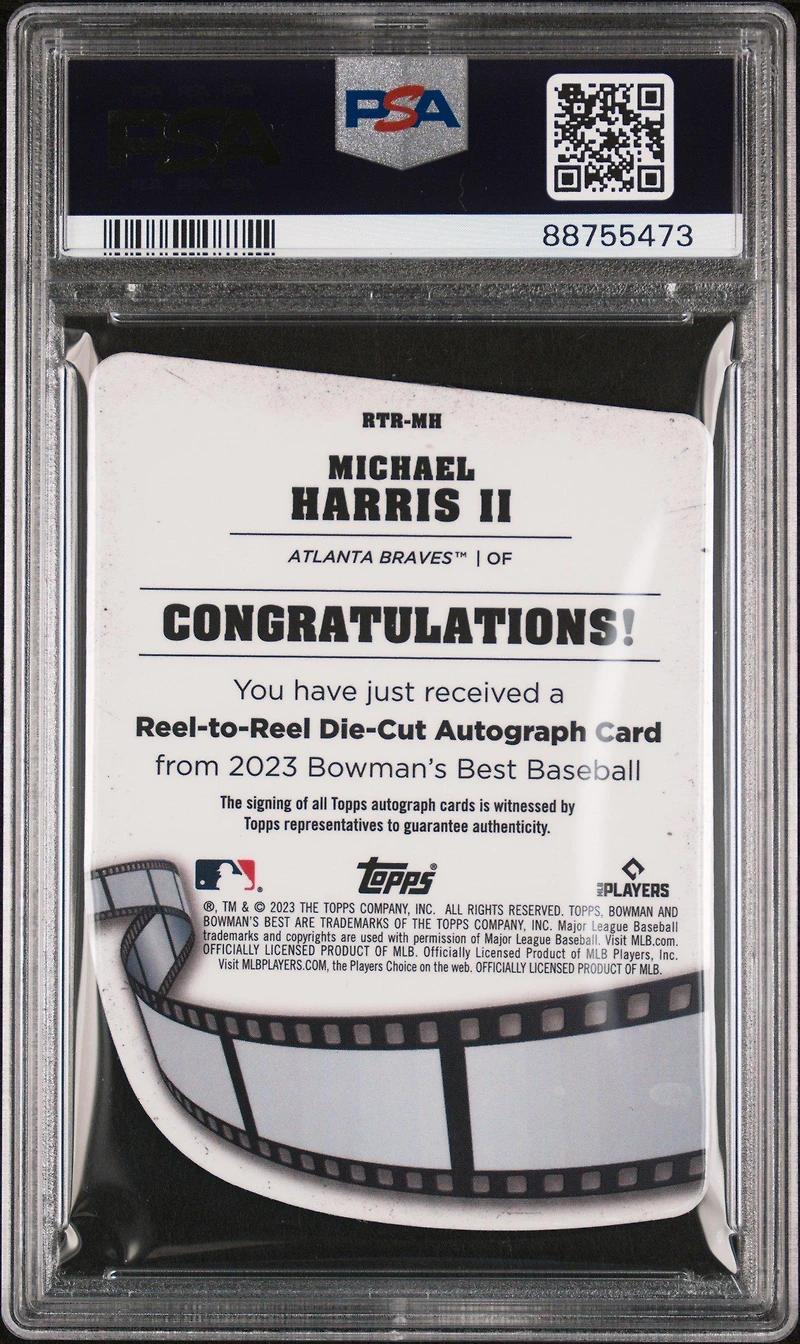 PSA
PSA
88755473
RTR-MH
MICHAEL
HARRIS II
ATLANTA BRAVES™ | OF
CONGRATULATIONS!
You have just received a
Reel-to-Reel Die-Cut Autograph Card
from 2023 Bowman's Best Baseball
The signing of all Topps autograph cards is witnessed by
Topps representatives to guarantee authenticity.
topps®
MLB PLAYERS
®, TM & © 2023 THE TOPPS COMPANY, INC. ALL RIGHTS RESERVED. TOPPS, BOWMAN AND
BOWMAN'S BEST ARE TRADEMARKS OF THE TOPPS COMPANY, INC. Major League Baseball
trademarks and copyrights are used with permission of Major League Baseball. Visit MLB.com.
OFFICIALLY LICENSED PRODUCT OF MLB. Officially Licensed Product of MLB Players, Inc.
Visit MLBPLAYERS.COM, the Players Choice on the web. OFFICIALLY LICENSED PRODUCT OF MLB.